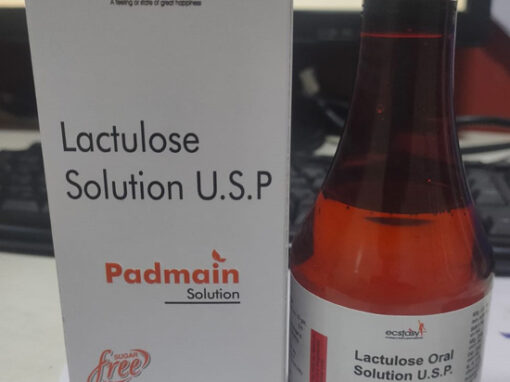 A feeling or state of great happiness
Lactulose
Solution U.S.P
Padmain
Solution
SUGAR
free
ecstasy
Lactulose Oral
Solution U.S.P.